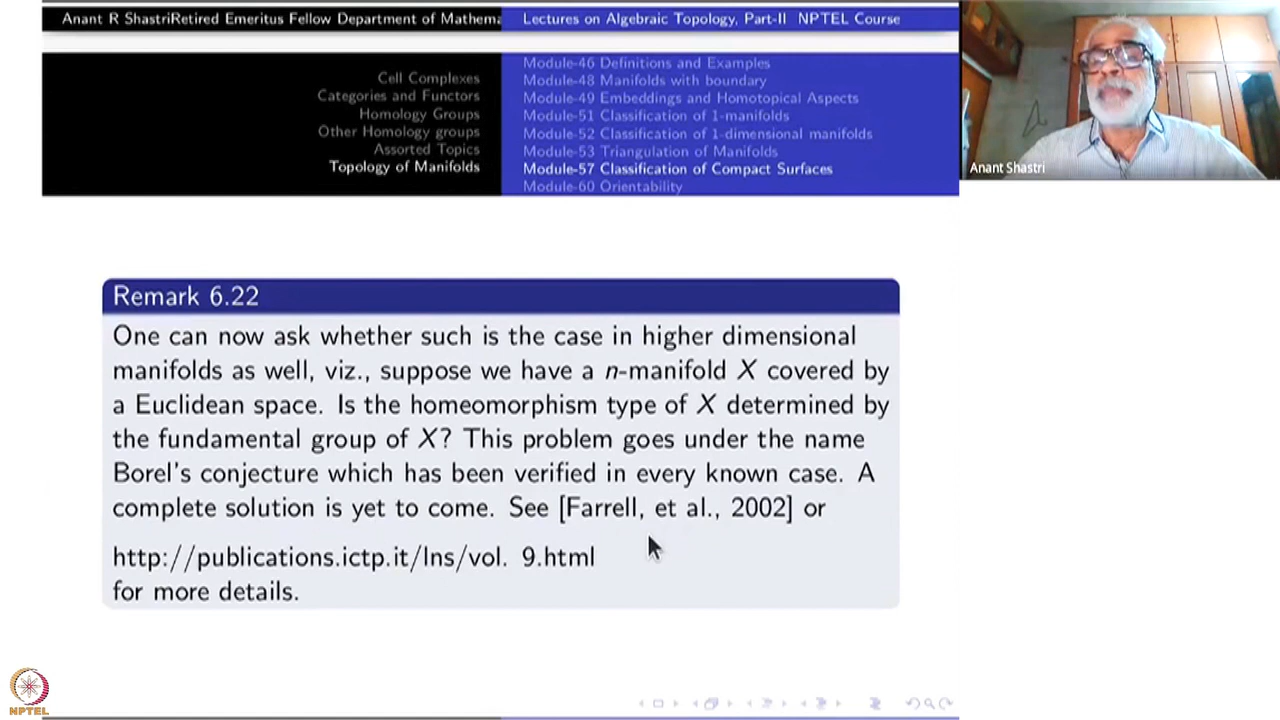 Anant R ShastriRetired Emeritus Fellow Department of Mathema
Lectures on Algebraic Topology, Part-II NPTEL Course
Cell Complexes
Categories and Functors
Homology Groups
Other Homology groups
Assorted Topics
Topology of Manifolds
Module-46 Definitions and Examples
Module-48 Manifolds with boundary
Module-49 Embeddings and Homotopical Aspects
Module-51 Classification of 1-manifolds
Module-52 Classification of 1-dimensional manifolds
Module-53 Triangulation of Manifolds
Module-57 Classification of Compact Surfaces
Module-60 Orientability
Anant Shastri
Remark 6.22
One can now ask whether such is the case in higher dimensional
manifolds as well, viz., suppose we have a n-manifold X covered by
a Euclidean space. Is the homeomorphism type of X determined by
the fundamental group of X? This problem goes under the name
Borel's conjecture which has been verified in every known case. A
complete solution is yet to come. See [Farrell, et al., 2002] or
http://publications.ictp.it/lns/vol. 9.html
for more details.
NPTEL